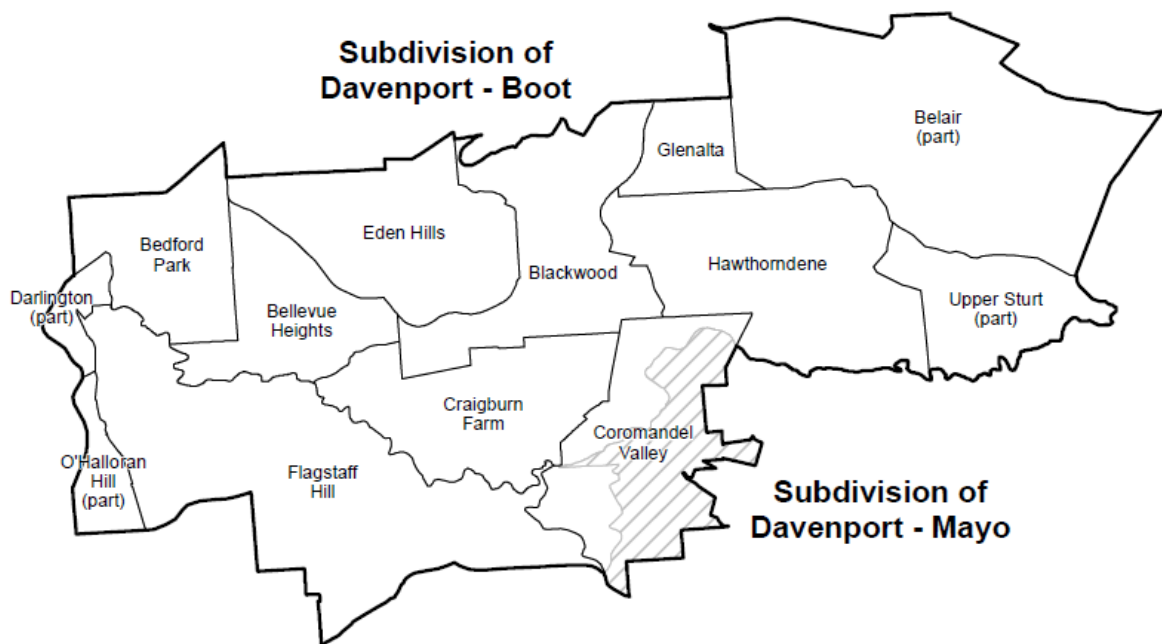 Subdivision of
Davenport - Boot
Belair
(part)
Glenalta
Eden Hills
Bedford
Park
Hawthorndene
Blackwood
Darlington
(part)
Bellevue
Heights
Upper Sturt
(part)
Craigburn
Farm
Coromandel
Valley
O'Halloran
Hill
(part)
Flagstaff
Hill
Subdivision of
Davenport - Mayo